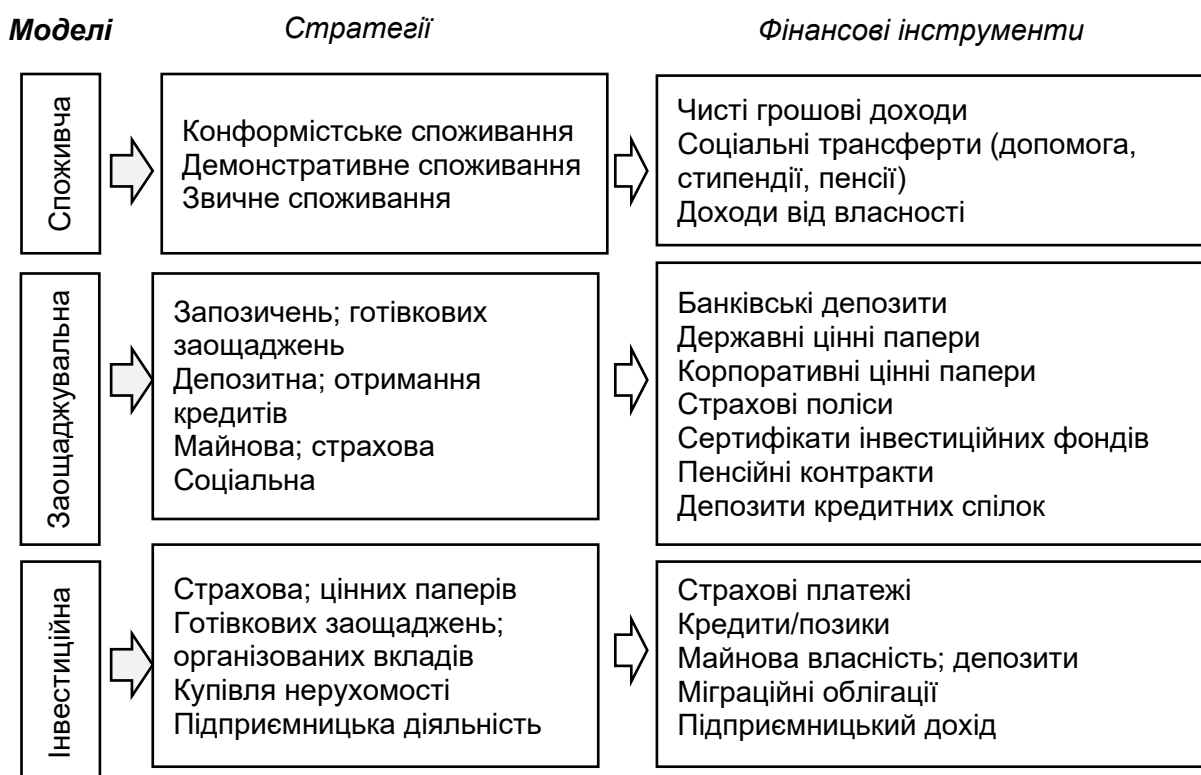 Моделі Стратегії Фінансові інструменти
Споживча
Конформістське споживання
Демонстративне споживання
Звичне споживання
Чисті грошові доходи
Соціальні трансферти (допомога,
стипендії, пенсії)
Доходи від власності
Заощаджувальна
Запозичень; готівкових
заощаджень
Депозитна; отримання
кредитів
Майнова; страхова
Соціальна
Банківські депозити
Державні цінні папери
Корпоративні цінні папери
Страхові поліси
Сертифікати інвестиційних фондів
Пенсійні контракти
Депозити кредитних спілок
Інвестиційна
Страхова; цінних паперів
Готівкових заощаджень;
організованих вкладів
Купівля нерухомості
Підприємницька діяльність
Страхові платежі
Кредити/позики
Майнова власність; депозити
Міграційні облігації
Підприємницький дохід